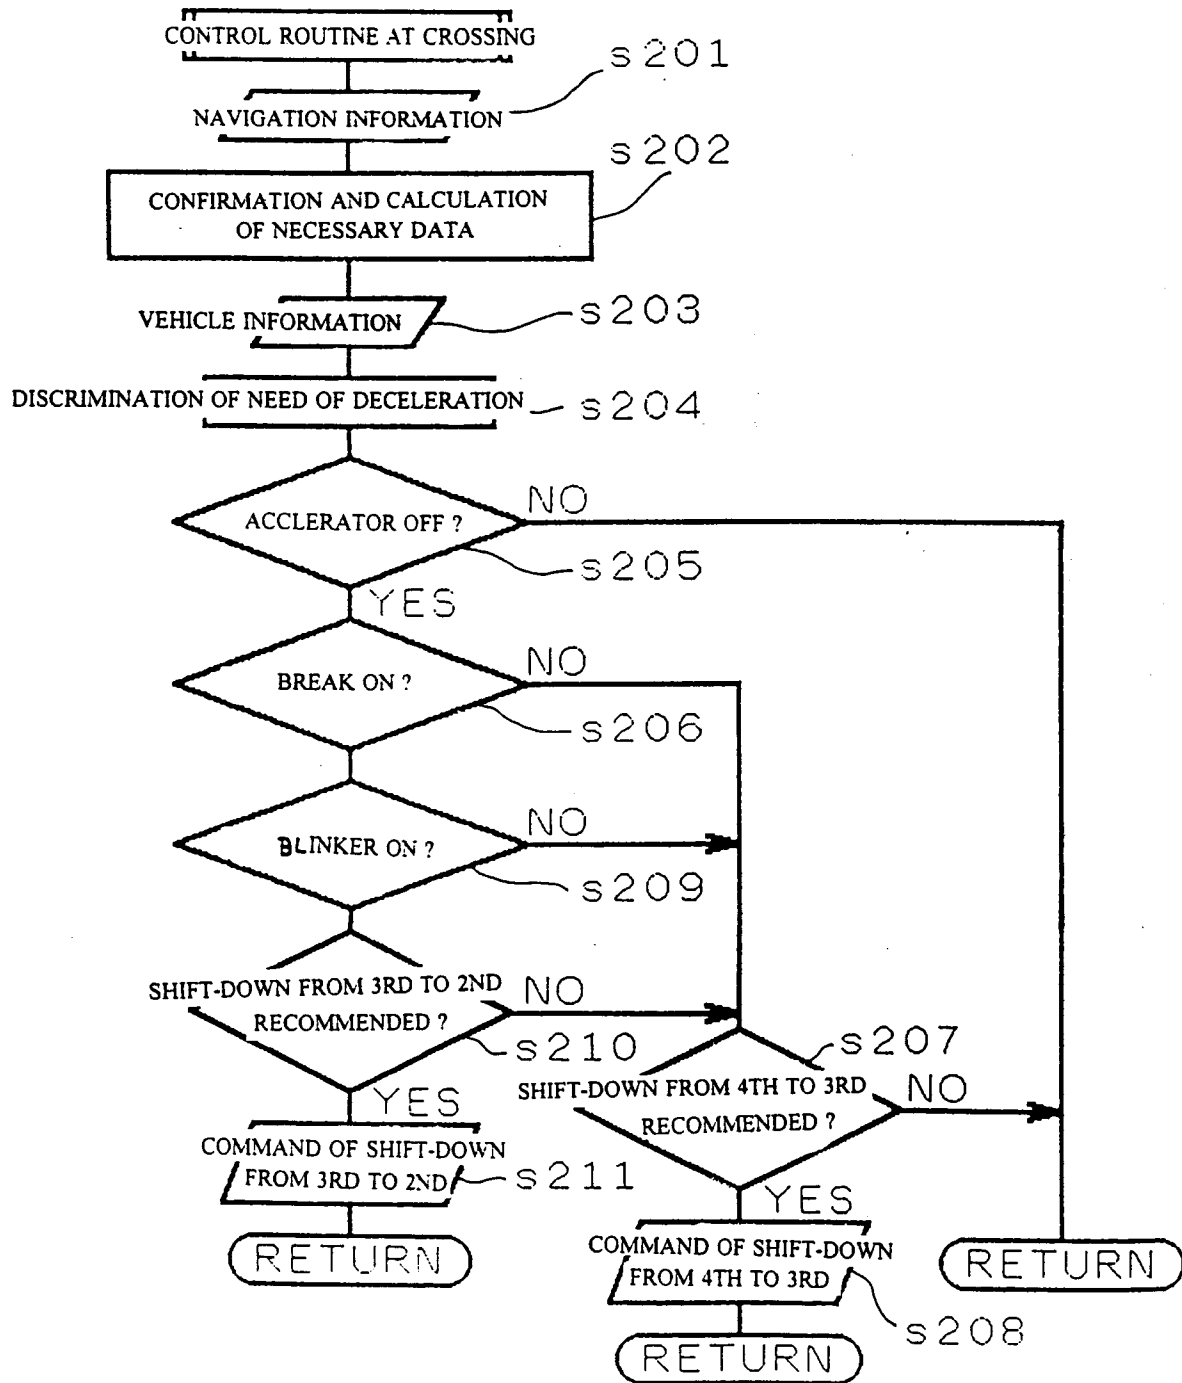 CONTROL ROUTINE AT CROSSING
s201
NAVIGATION INFORMATION
s202
CONFIRMATION AND CALCULATION
OF NECESSARY DATA
VEHICLE INFORMATION
s203
DISCRIMINATION OF NEED OF DECELERATION
s204
NO
ACCLERATOR OFF ?
s205
YES
NO
BREAK ON ?
s206
NO
BLINKER ON ?
s209
SHIFT-DOWN FROM 3RD TO 2ND
RECOMMENDED ?
NO
s210
s207
SHIFT-DOWN FROM 4TH TO 3RD
RECOMMENDED ?
NO
YES
COMMAND OF SHIFT-DOWN
FROM 3RD TO 2ND
s211
YES
COMMAND OF SHIFT-DOWN
FROM 4TH TO 3RD
s208
RETURN
RETURN
RETURN